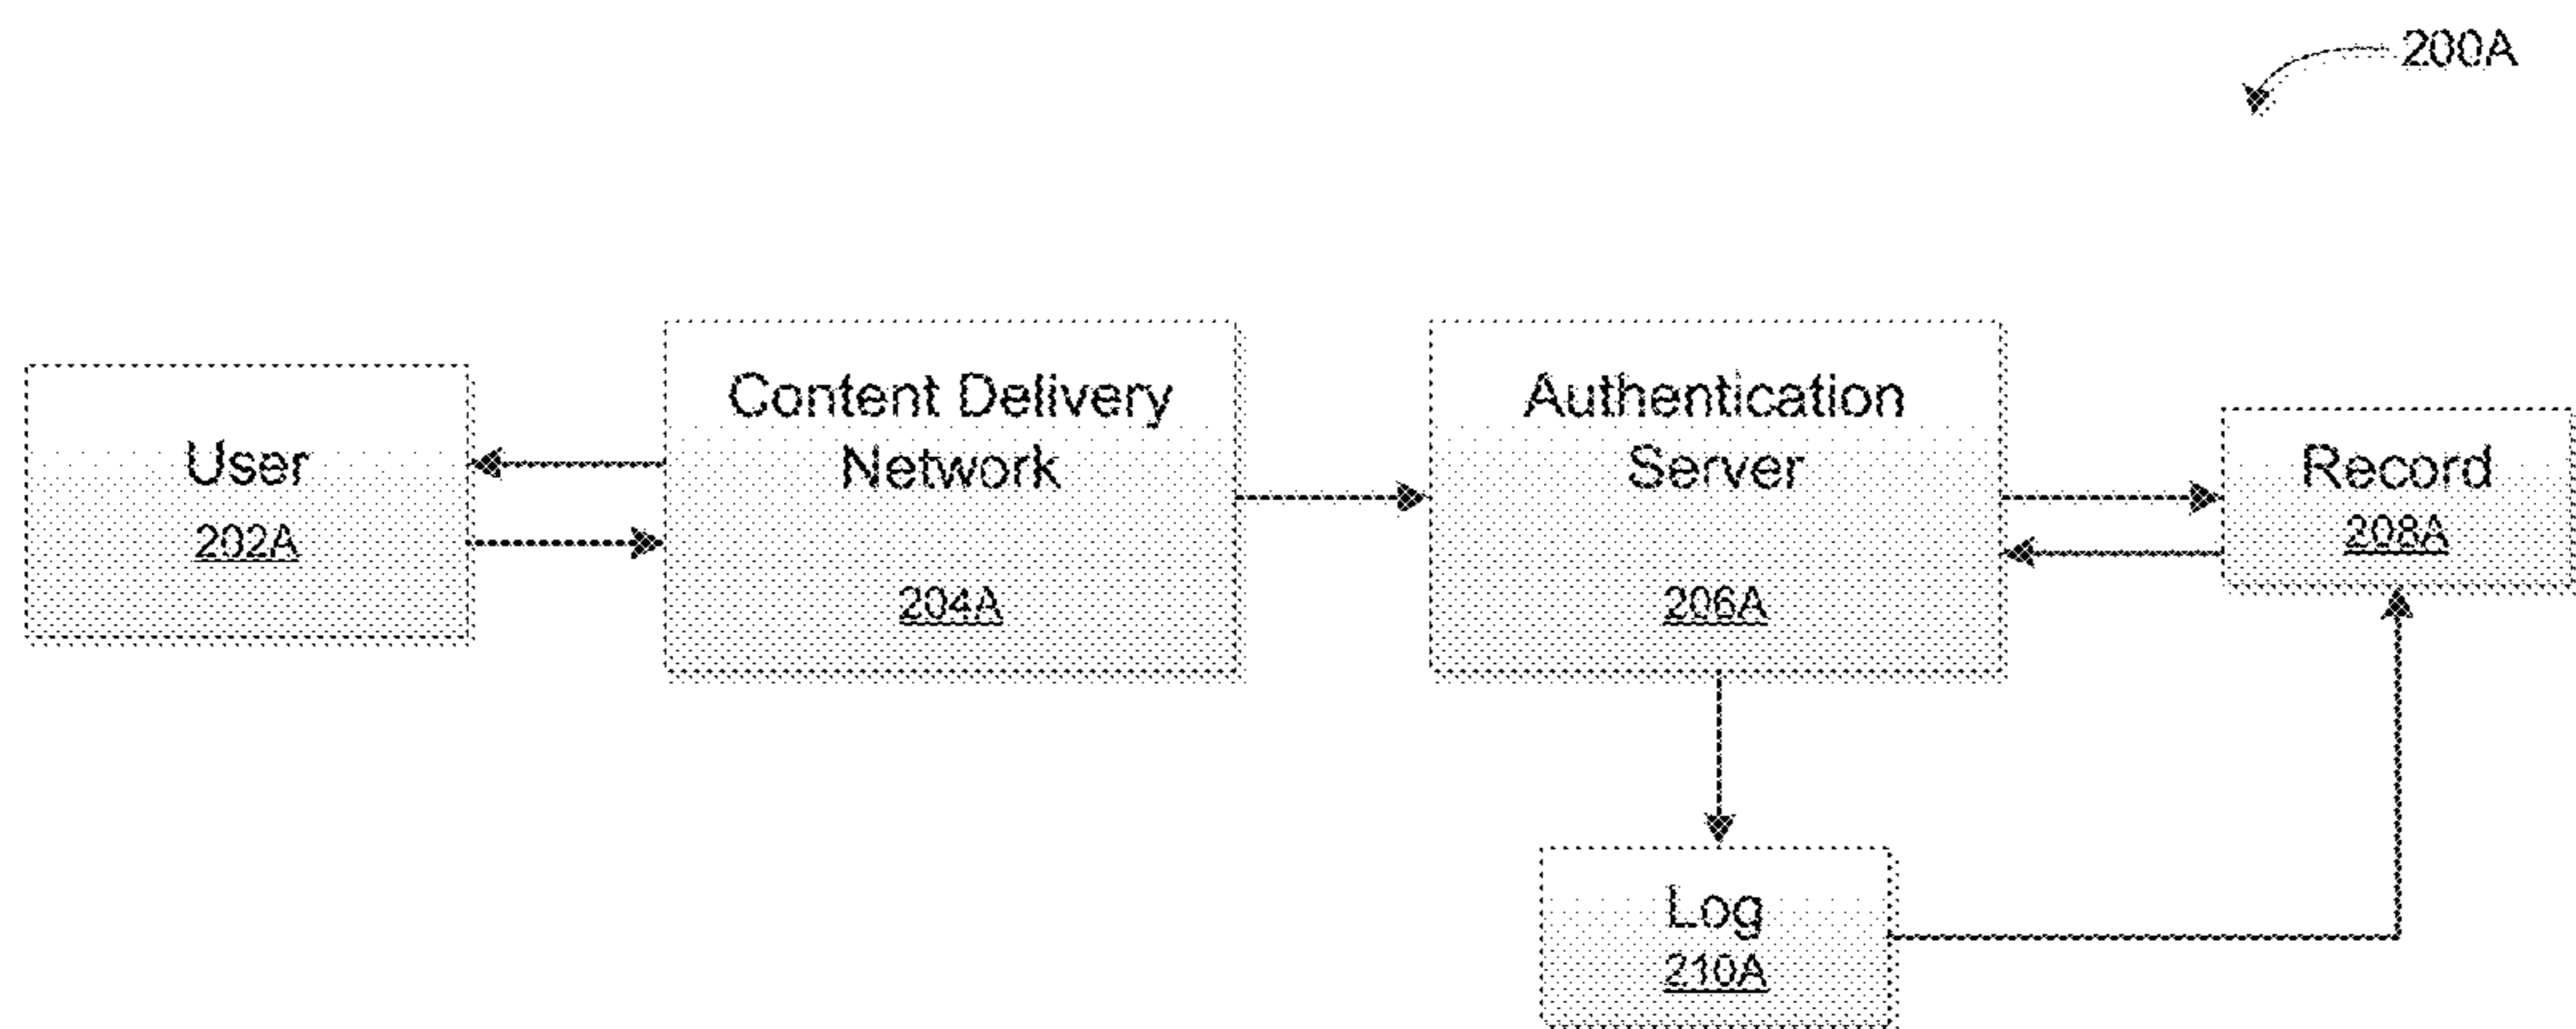 200A
User
202A
Content Delivery
Network
204A
Authentication
Server
206A
Record
208A
Log
210A